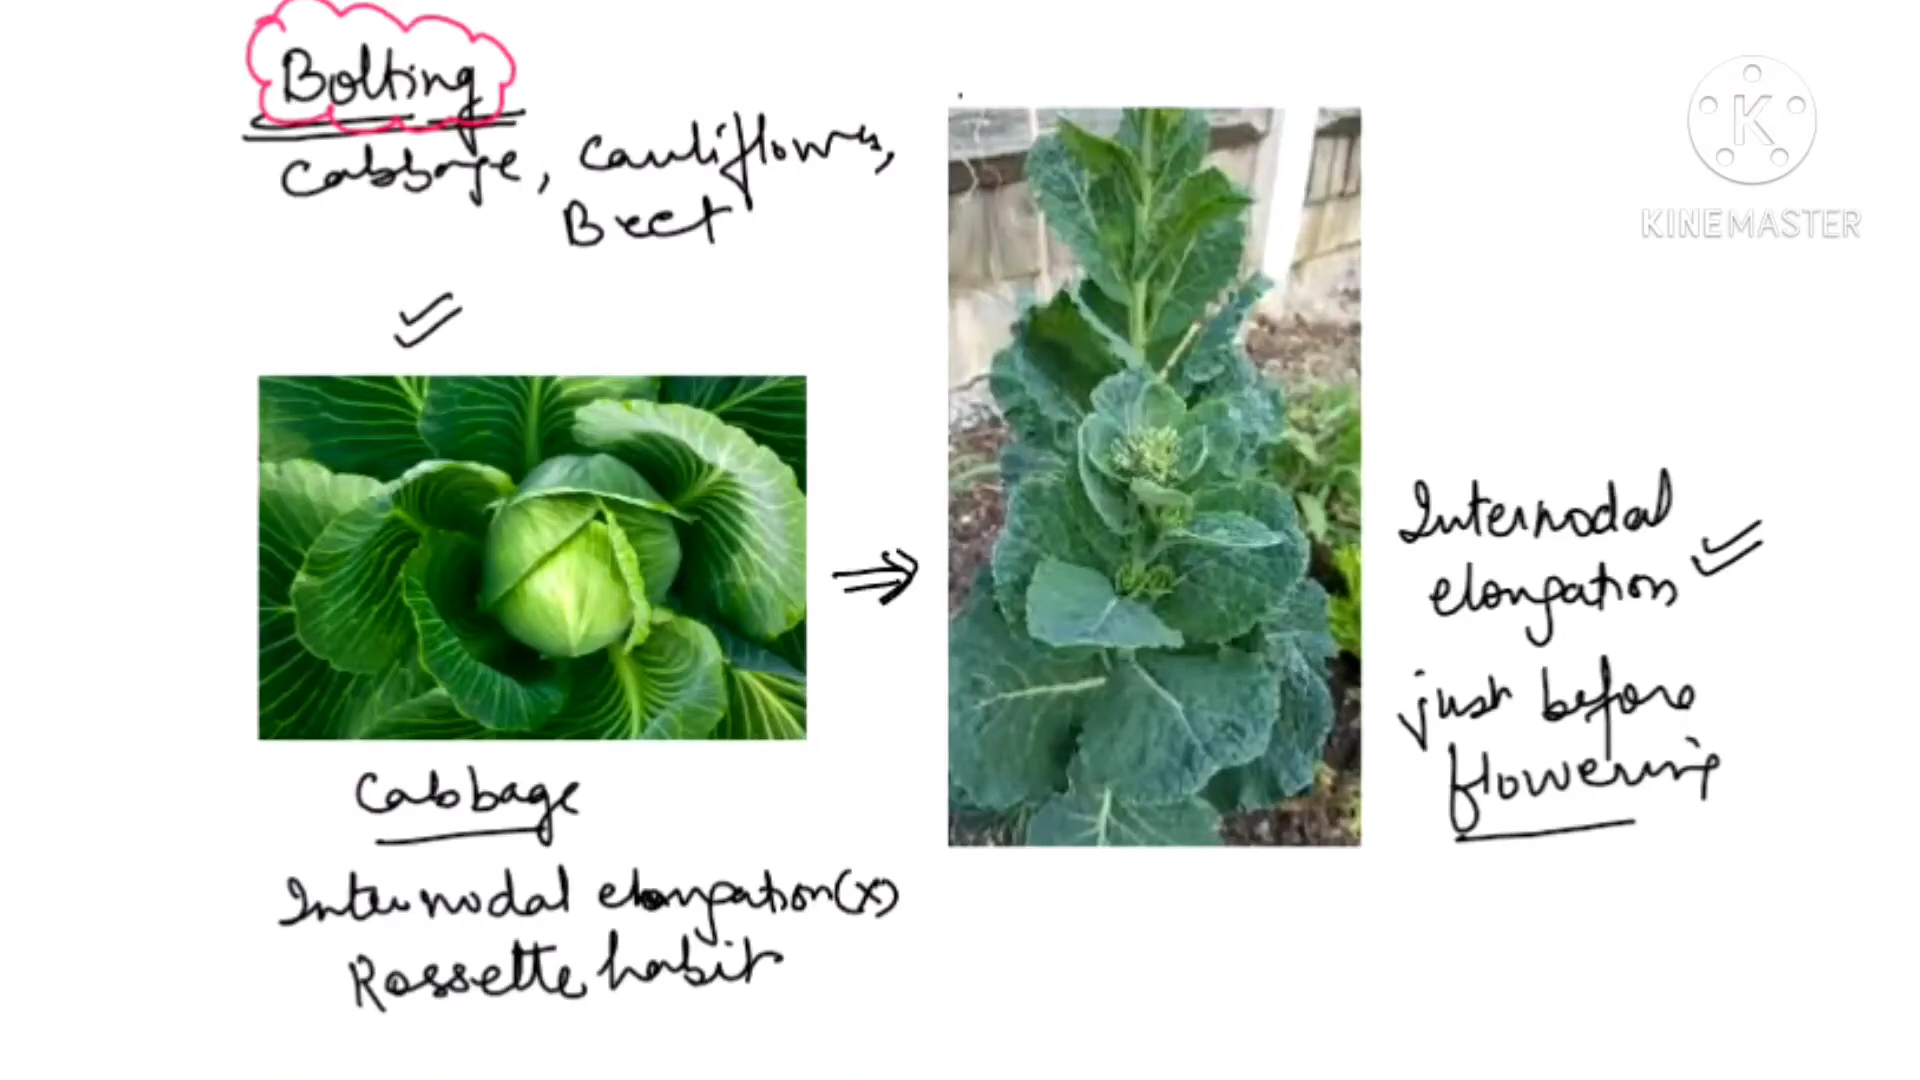 Bolting
Cabbage, Cauliflower,
Beet
K
KINEMASTER
Cabbage
Internodal elongation(x)
Rossette habit
Internodal
elongation
just before
flowering